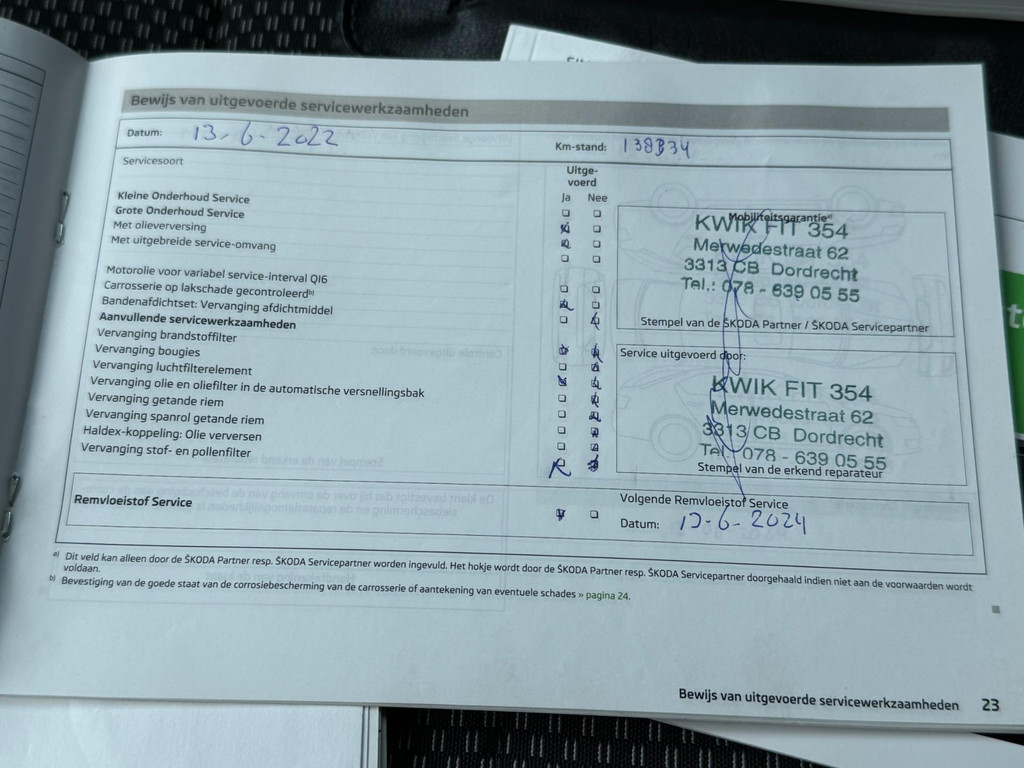 Bewijs van uitgevoerde servicewerkzaamheden
Datum: 13-6-2022
Km-stand: 138334
Servicesoort
Uitge-
voerd
Ja Nee
Kleine Onderhoud Service
Grote Onderhoud Service
Met olieverversing
Met uitgebreide service-omvang
Motorolie voor variabel service-interval QI6
Carrosserie op lakschade gecontroleerd b)
Bandenafdichtset: Vervanging afdichtmiddel
Aanvullende servicewerkzaamheden
Vervanging brandstoffilter
Vervanging bougies
Vervanging luchtfilterelement
Vervanging olie en oliefilter in de automatische versnellingsbak
Vervanging getande riem
Vervanging spanrol getande riem
Haldex-koppeling: Olie verversen
Vervanging stof- en pollenfilter
Mobiliteitsgarantie a)
KWIK FIT 354
Merwedestraat 62
3313 CB Dordrecht
Tel.: 078 - 639 05 55
Stempel van de ŠKODA Partner / ŠKODA Servicepartner
Service uitgevoerd door:
KWIK FIT 354
Merwedestraat 62
3313 CB Dordrecht
Tel.: 078 - 639 05 55
Stempel van de erkend reparateur
Remvloeistof Service
Volgende Remvloeistof Service
Datum: 13-6-2024
a) Dit veld kan alleen door de ŠKODA Partner resp. ŠKODA Servicepartner worden ingevuld. Het hokje wordt door de ŠKODA Partner resp. ŠKODA Servicepartner doorgehaald indien niet aan de voorwaarden wordt
voldaan.
b) Bevestiging van de goede staat van de corrosiebescherming van de carrosserie of aantekening van eventuele schades » pagina 24.
Bewijs van uitgevoerde servicewerkzaamheden 23